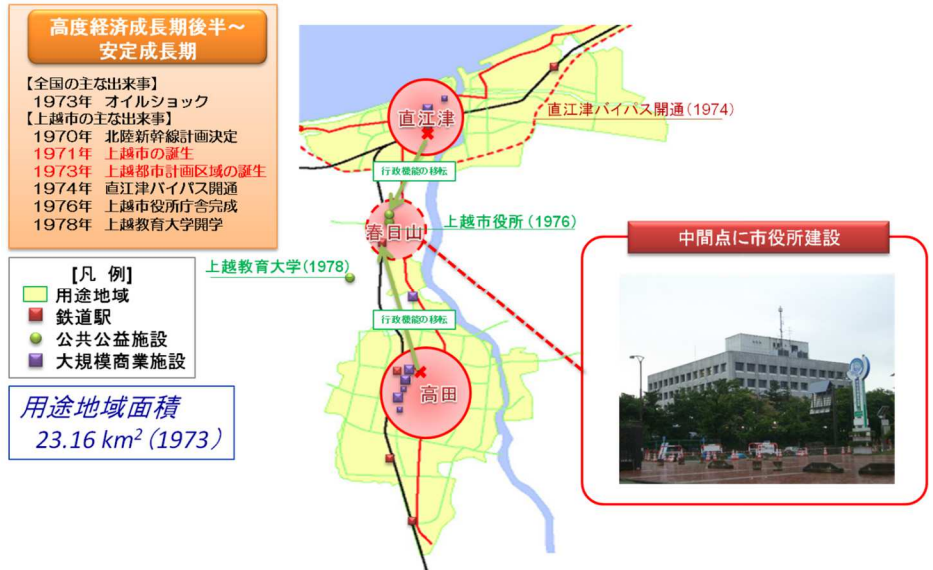 高度経済成長期後半～
安定成長期
【全国の主な出来事】
1973年 オイルショック
【上越市の主な出来事】
1970年 北陸新幹線計画決定
1971年 上越市の誕生
1973年 上越都市計画区域の誕生
1974年 直江津バイパス開通
1976年 上越市役所庁舎完成
1978年 上越教育大学開学
[凡 例]
用途地域
鉄道駅
公共公益施設
大規模商業施設
用途地域面積
23.16 km² (1973)
直江津
直江津バイパス開通(1974)
行政機能の移転
春日山
上越市役所(1976)
上越教育大学(1978)
行政機能の移転
高田
中間点に市役所建設